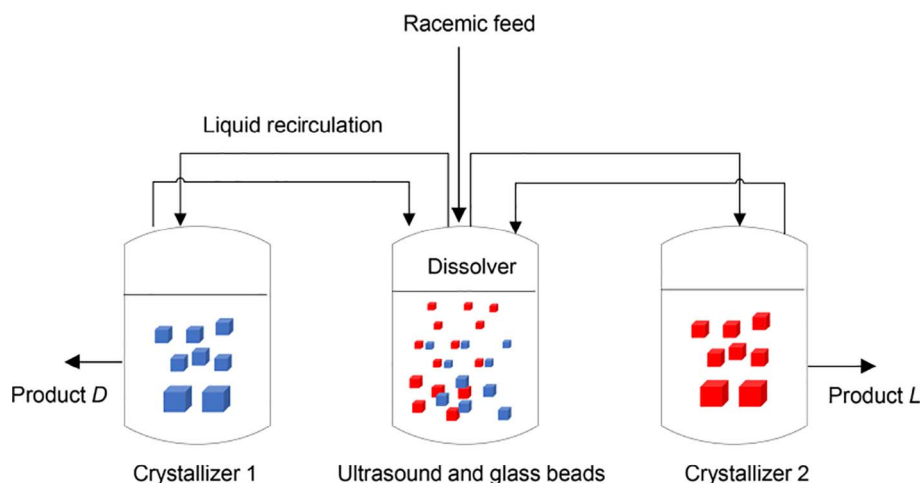 Racemic feed
Liquid recirculation
Dissolver
Product D
Product L
Crystallizer 1
Ultrasound and glass beads
Crystallizer 2